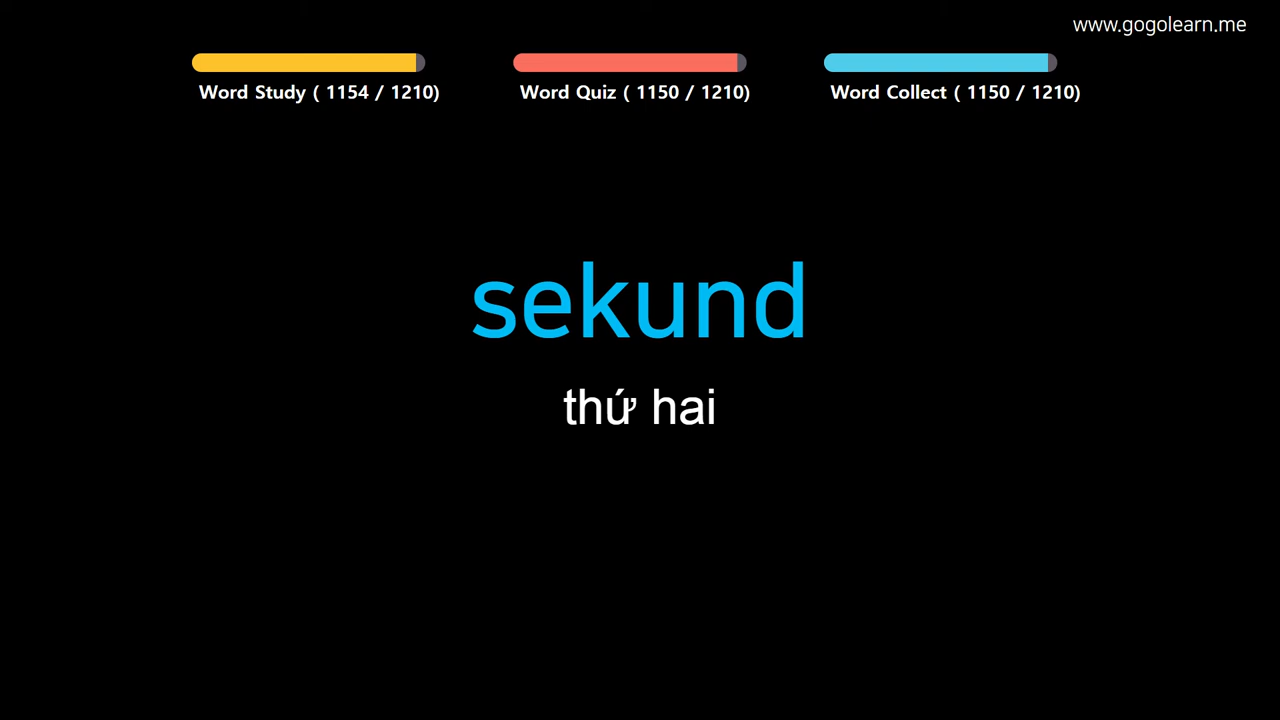 www.gogolearn.me
Word Study ( 1154 / 1210)
Word Quiz ( 1150 / 1210)
Word Collect ( 1150 / 1210)
sekund
thứ hai